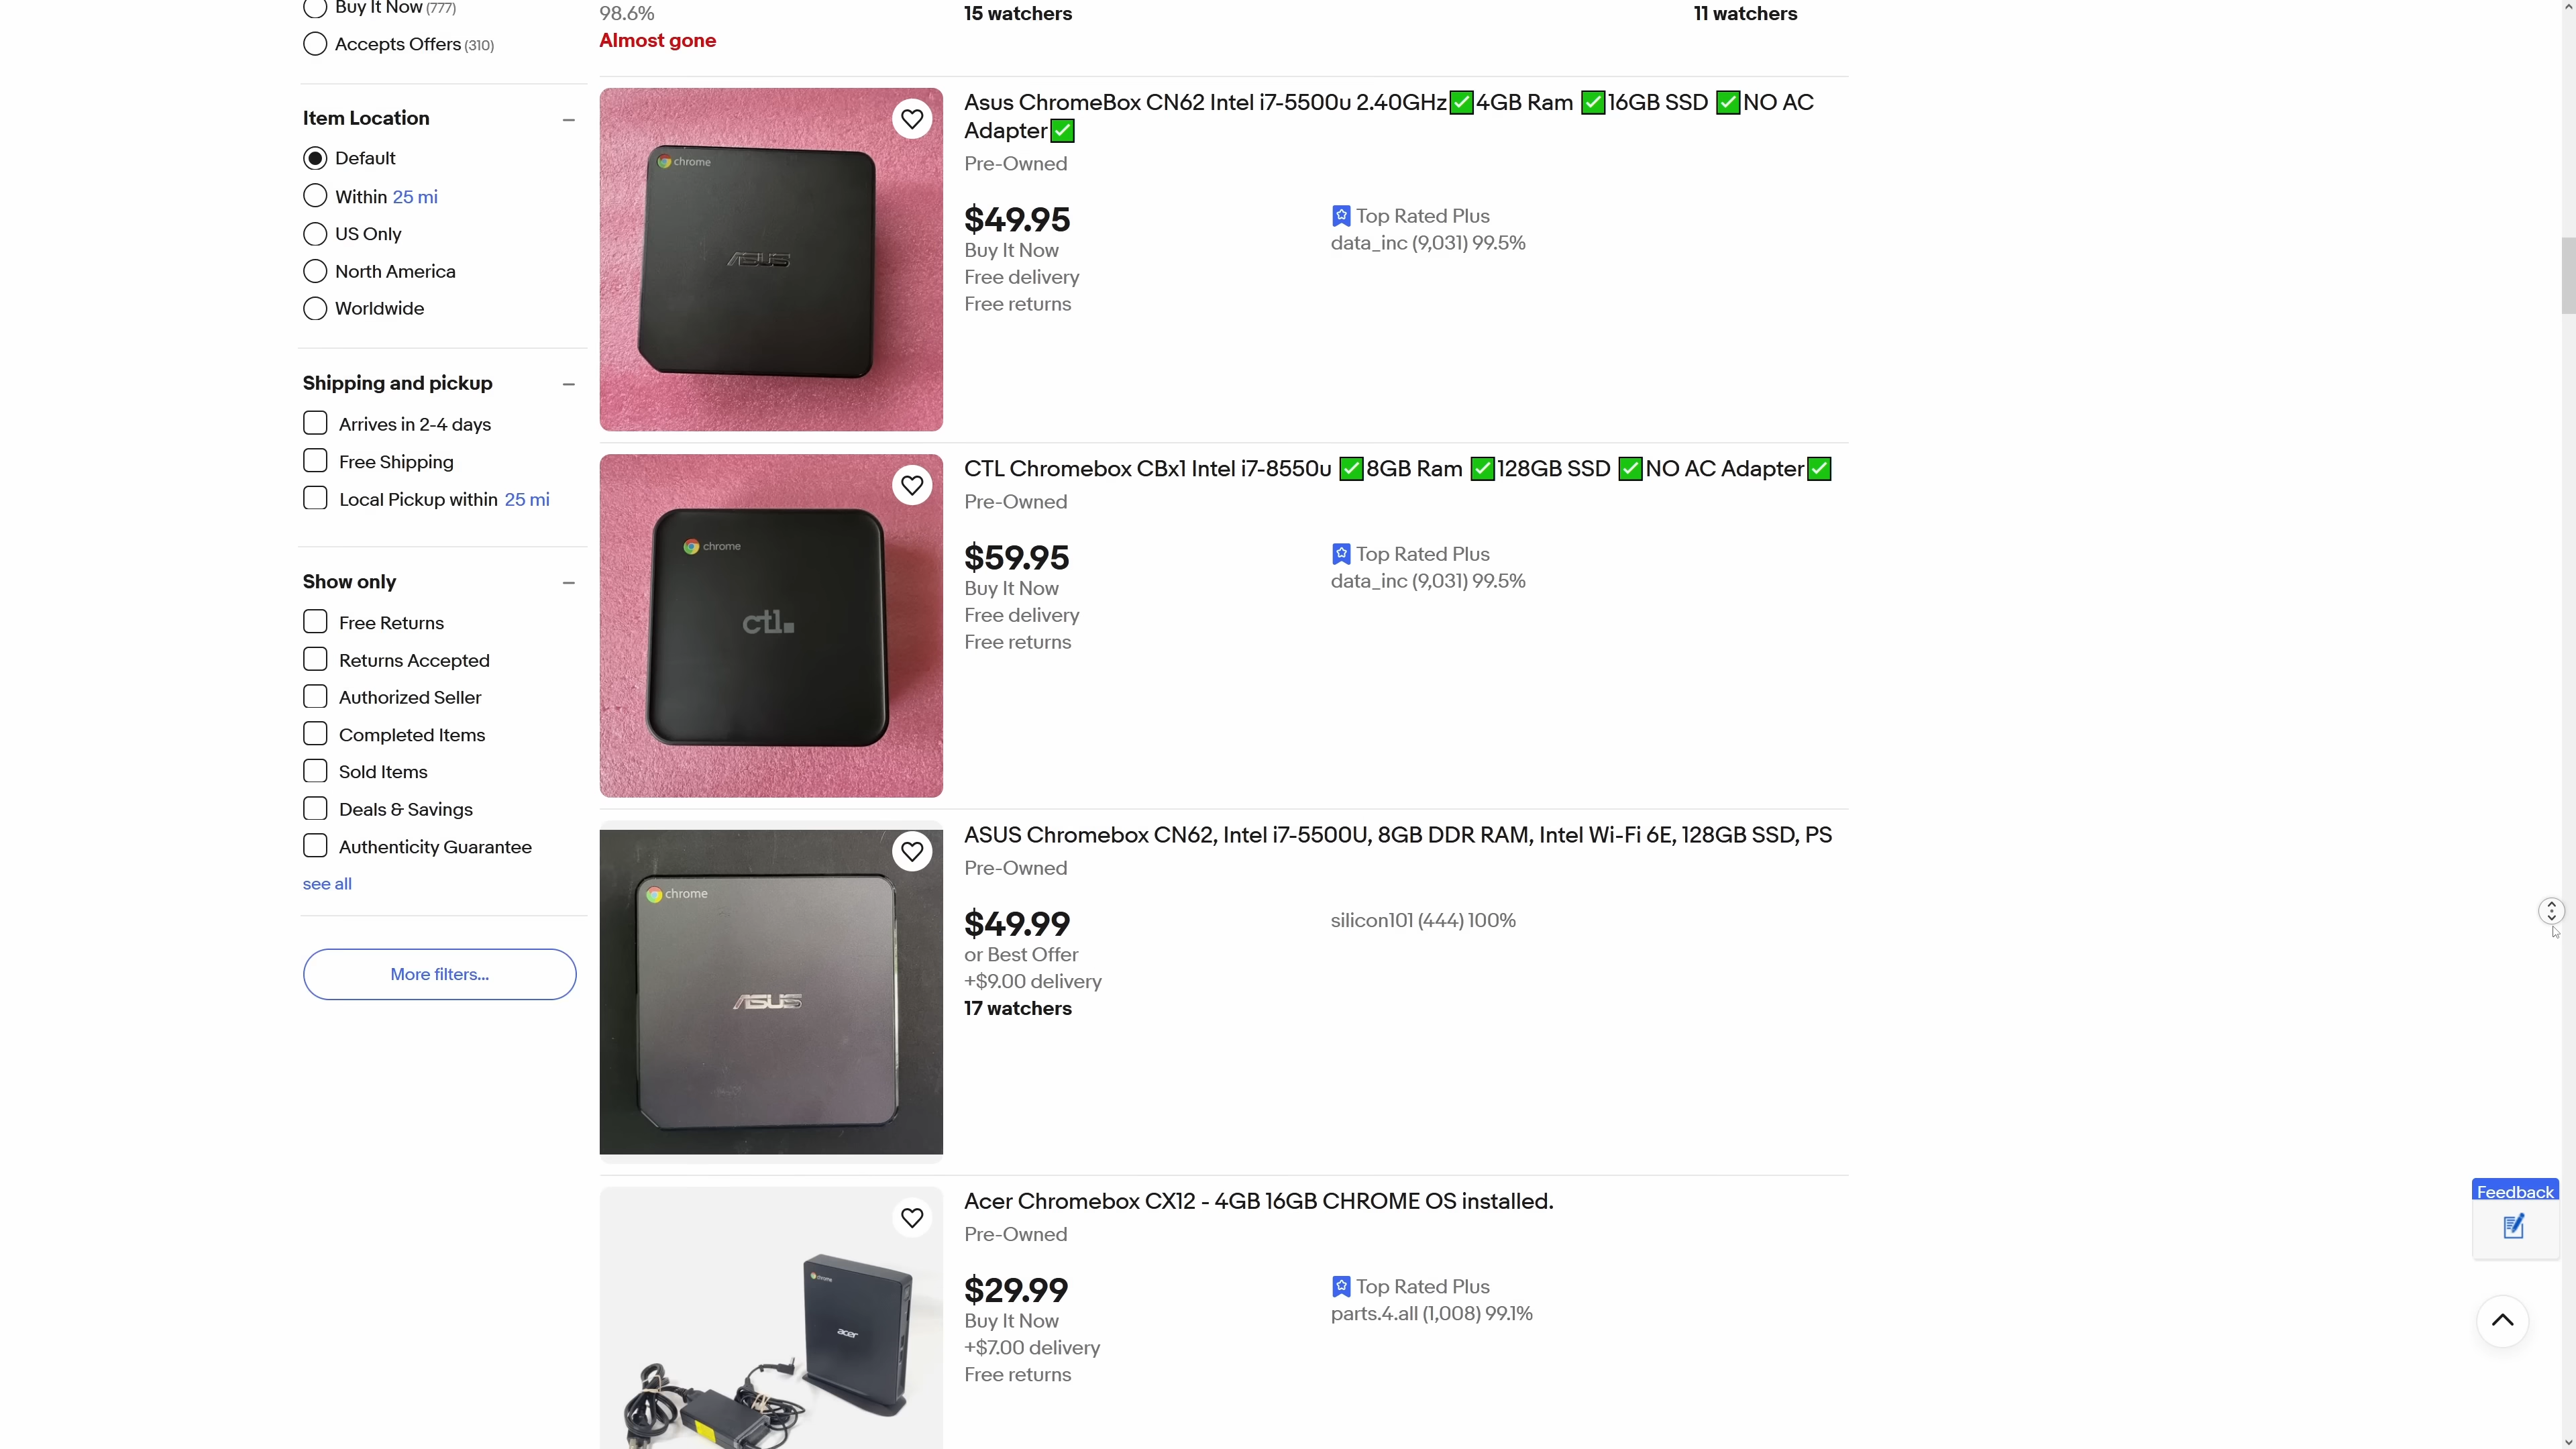 Buy It Now (777)
Accepts Offers (310)
Item Location
Default
Within 25 mi
US Only
North America
Worldwide
Shipping and pickup
Arrives in 2-4 days
Free Shipping
Local Pickup within 25 mi
Show only
Free Returns
Returns Accepted
Authorized Seller
Completed Items
Sold Items
Deals & Savings
Authenticity Guarantee
see all
More filters...
98.6%
Almost gone
15 watchers
11 watchers
chrome
ASUS
Asus ChromeBox CN62 Intel i7-5500u 2.40GHz✅4GB Ram ✅16GB SSD ✅NO AC
Adapter✅
Pre-Owned
$49.95
Buy It Now
Free delivery
Free returns
Top Rated Plus
data_inc (9,031) 99.5%
chrome
ctl.
CTL Chromebox CBx1 Intel i7-8550u ✅8GB Ram ✅128GB SSD ✅NO AC Adapter✅
Pre-Owned
$59.95
Buy It Now
Free delivery
Free returns
Top Rated Plus
data_inc (9,031) 99.5%
chrome
ASUS
ASUS Chromebox CN62, Intel i7-5500U, 8GB DDR RAM, Intel Wi-Fi 6E, 128GB SSD, PS
Pre-Owned
$49.99
or Best Offer
+$9.00 delivery
17 watchers
silicon101 (444) 100%
chrome
acer
Acer Chromebox CX12 - 4GB 16GB CHROME OS installed.
Pre-Owned
$29.99
Buy It Now
+$7.00 delivery
Free returns
Top Rated Plus
parts.4.all (1,008) 99.1%
Feedback